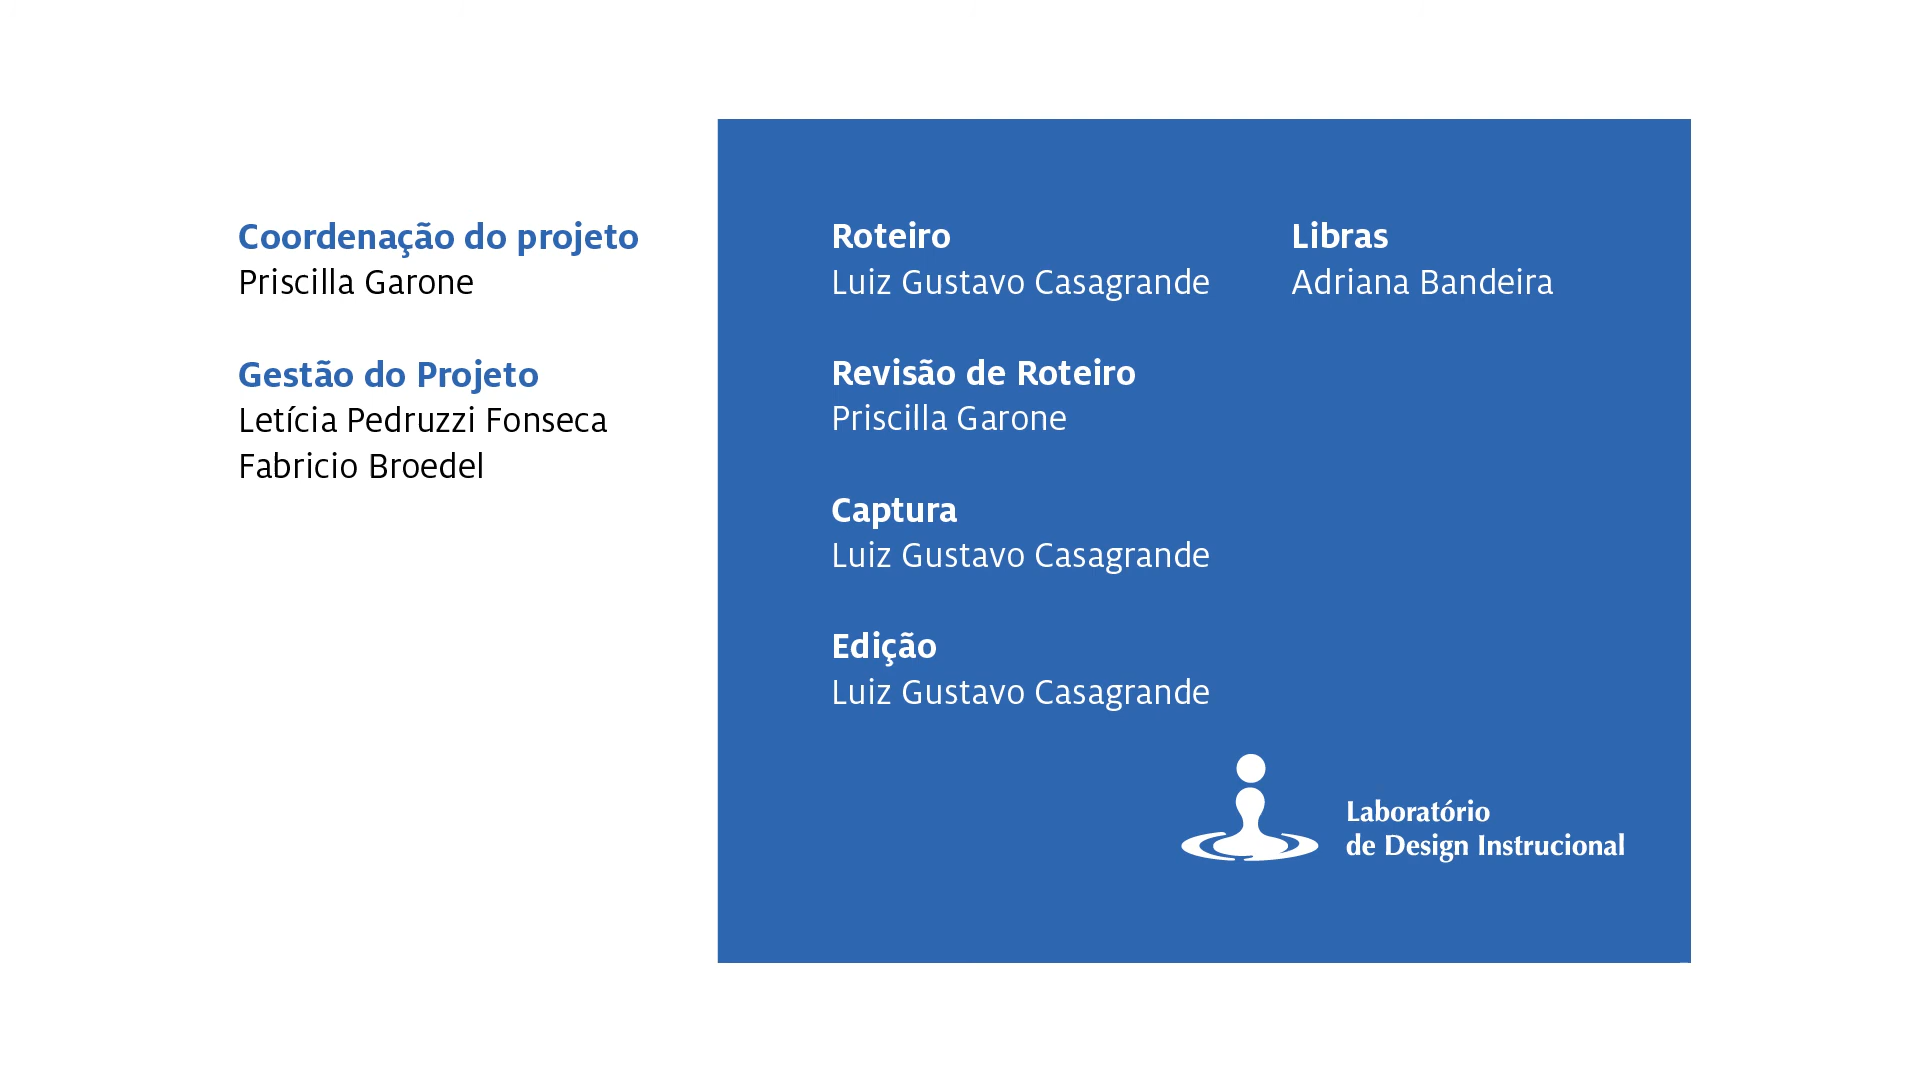 Coordenação do projeto
Priscilla Garone
Gestão do Projeto
Letícia Pedruzzi Fonseca
Fabricio Broedel
Roteiro
Luiz Gustavo Casagrande
Revisão de Roteiro
Priscilla Garone
Captura
Luiz Gustavo Casagrande
Edição
Luiz Gustavo Casagrande
Libras
Adriana Bandeira
Laboratório
de Design Instrucional